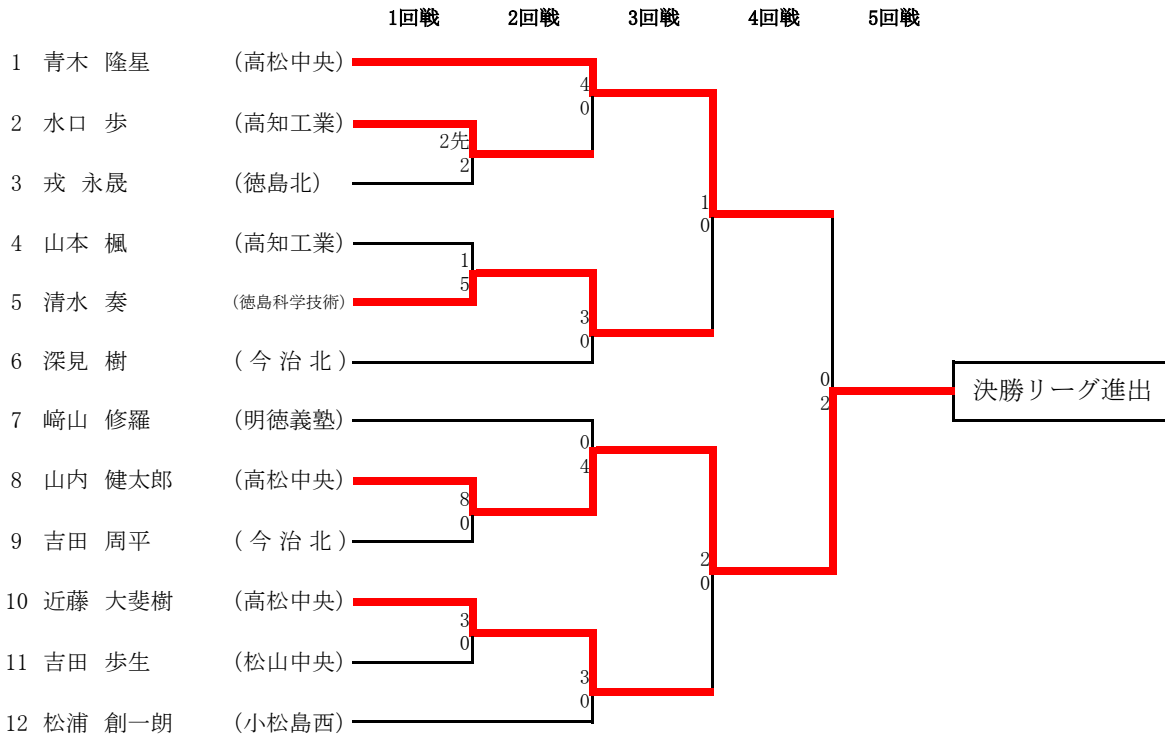 1回戦 2回戦 3回戦 4回戦 5回戦
1 青木 隆星 (高松中央)
4
0
2 水口 歩 (高知工業)
2先
2
3 戎 永晟 (徳島北)
1
0
4 山本 楓 (高知工業)
1
5
5 清水 奏 (徳島科学技術)
3
0
6 深見 樹 (今治北)
0
2
決勝リーグ進出
7 﨑山 修羅 (明徳義塾)
0
4
8 山内 健太郎 (高松中央)
8
0
9 吉田 周平 (今治北)
2
0
10 近藤 大斐樹 (高松中央)
3
0
11 吉田 歩生 (松山中央)
3
0
12 松浦 創一朗 (小松島西)